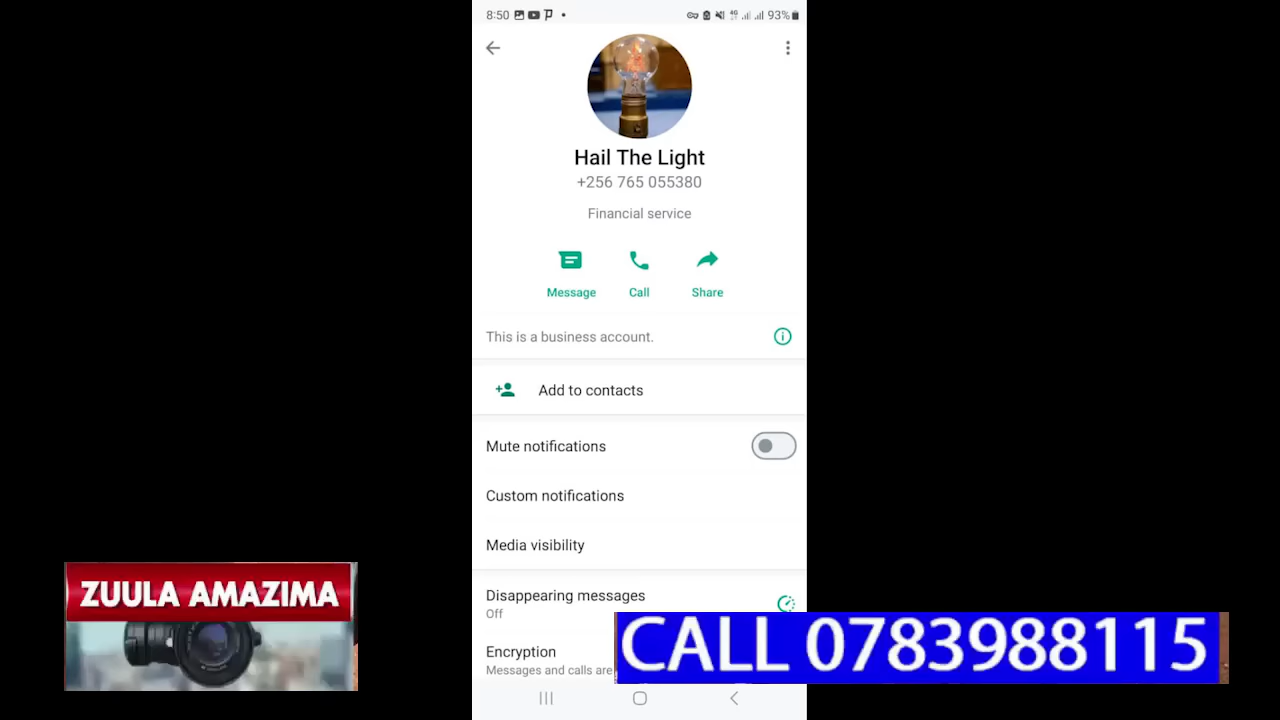 8:50
4G
93%
Hail The Light
+256 765 055380
Financial service
Message Call Share
This is a business account.
Add to contacts
Mute notifications
Custom notifications
Media visibility
Disappearing messages
Off
Encryption
Messages and calls are
ZUULA AMAZIMA
CALL 0783988115